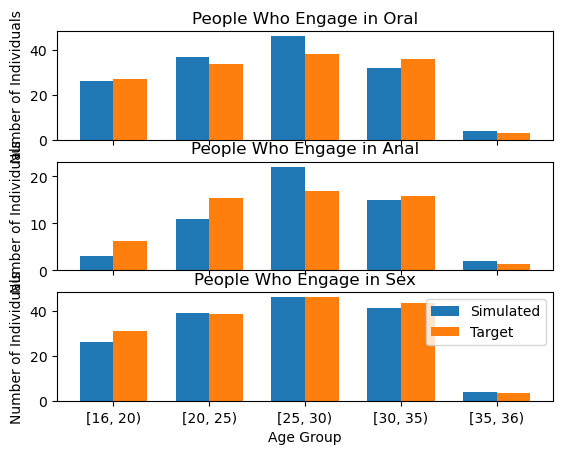 People Who Engage in Oral
Number of Individuals
40
20
0
People Who Engage in Anal
Number of Individuals
20
10
0
People Who Engage in Sex
Number of Individuals
40
20
0
Simulated
Target
[16, 20)
[20, 25)
[25, 30)
[30, 35)
[35, 36)
Age Group